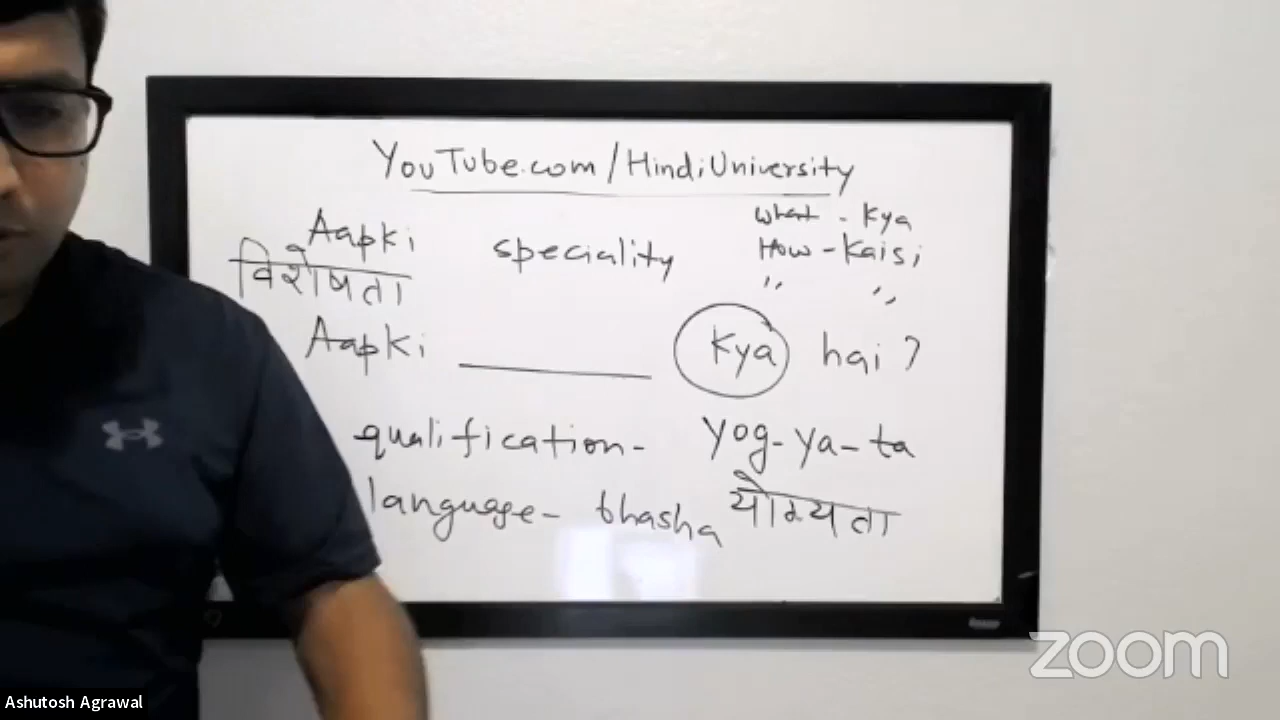 YouTube.com/HindiUniversity
what - Kya
Aapki speciality How - Kaisi
विशेषता " "
Aapki ________ Kya hai ?
qualification - yog-ya-ta
language - bhasha योग्यता
zoom
Ashutosh Agrawal